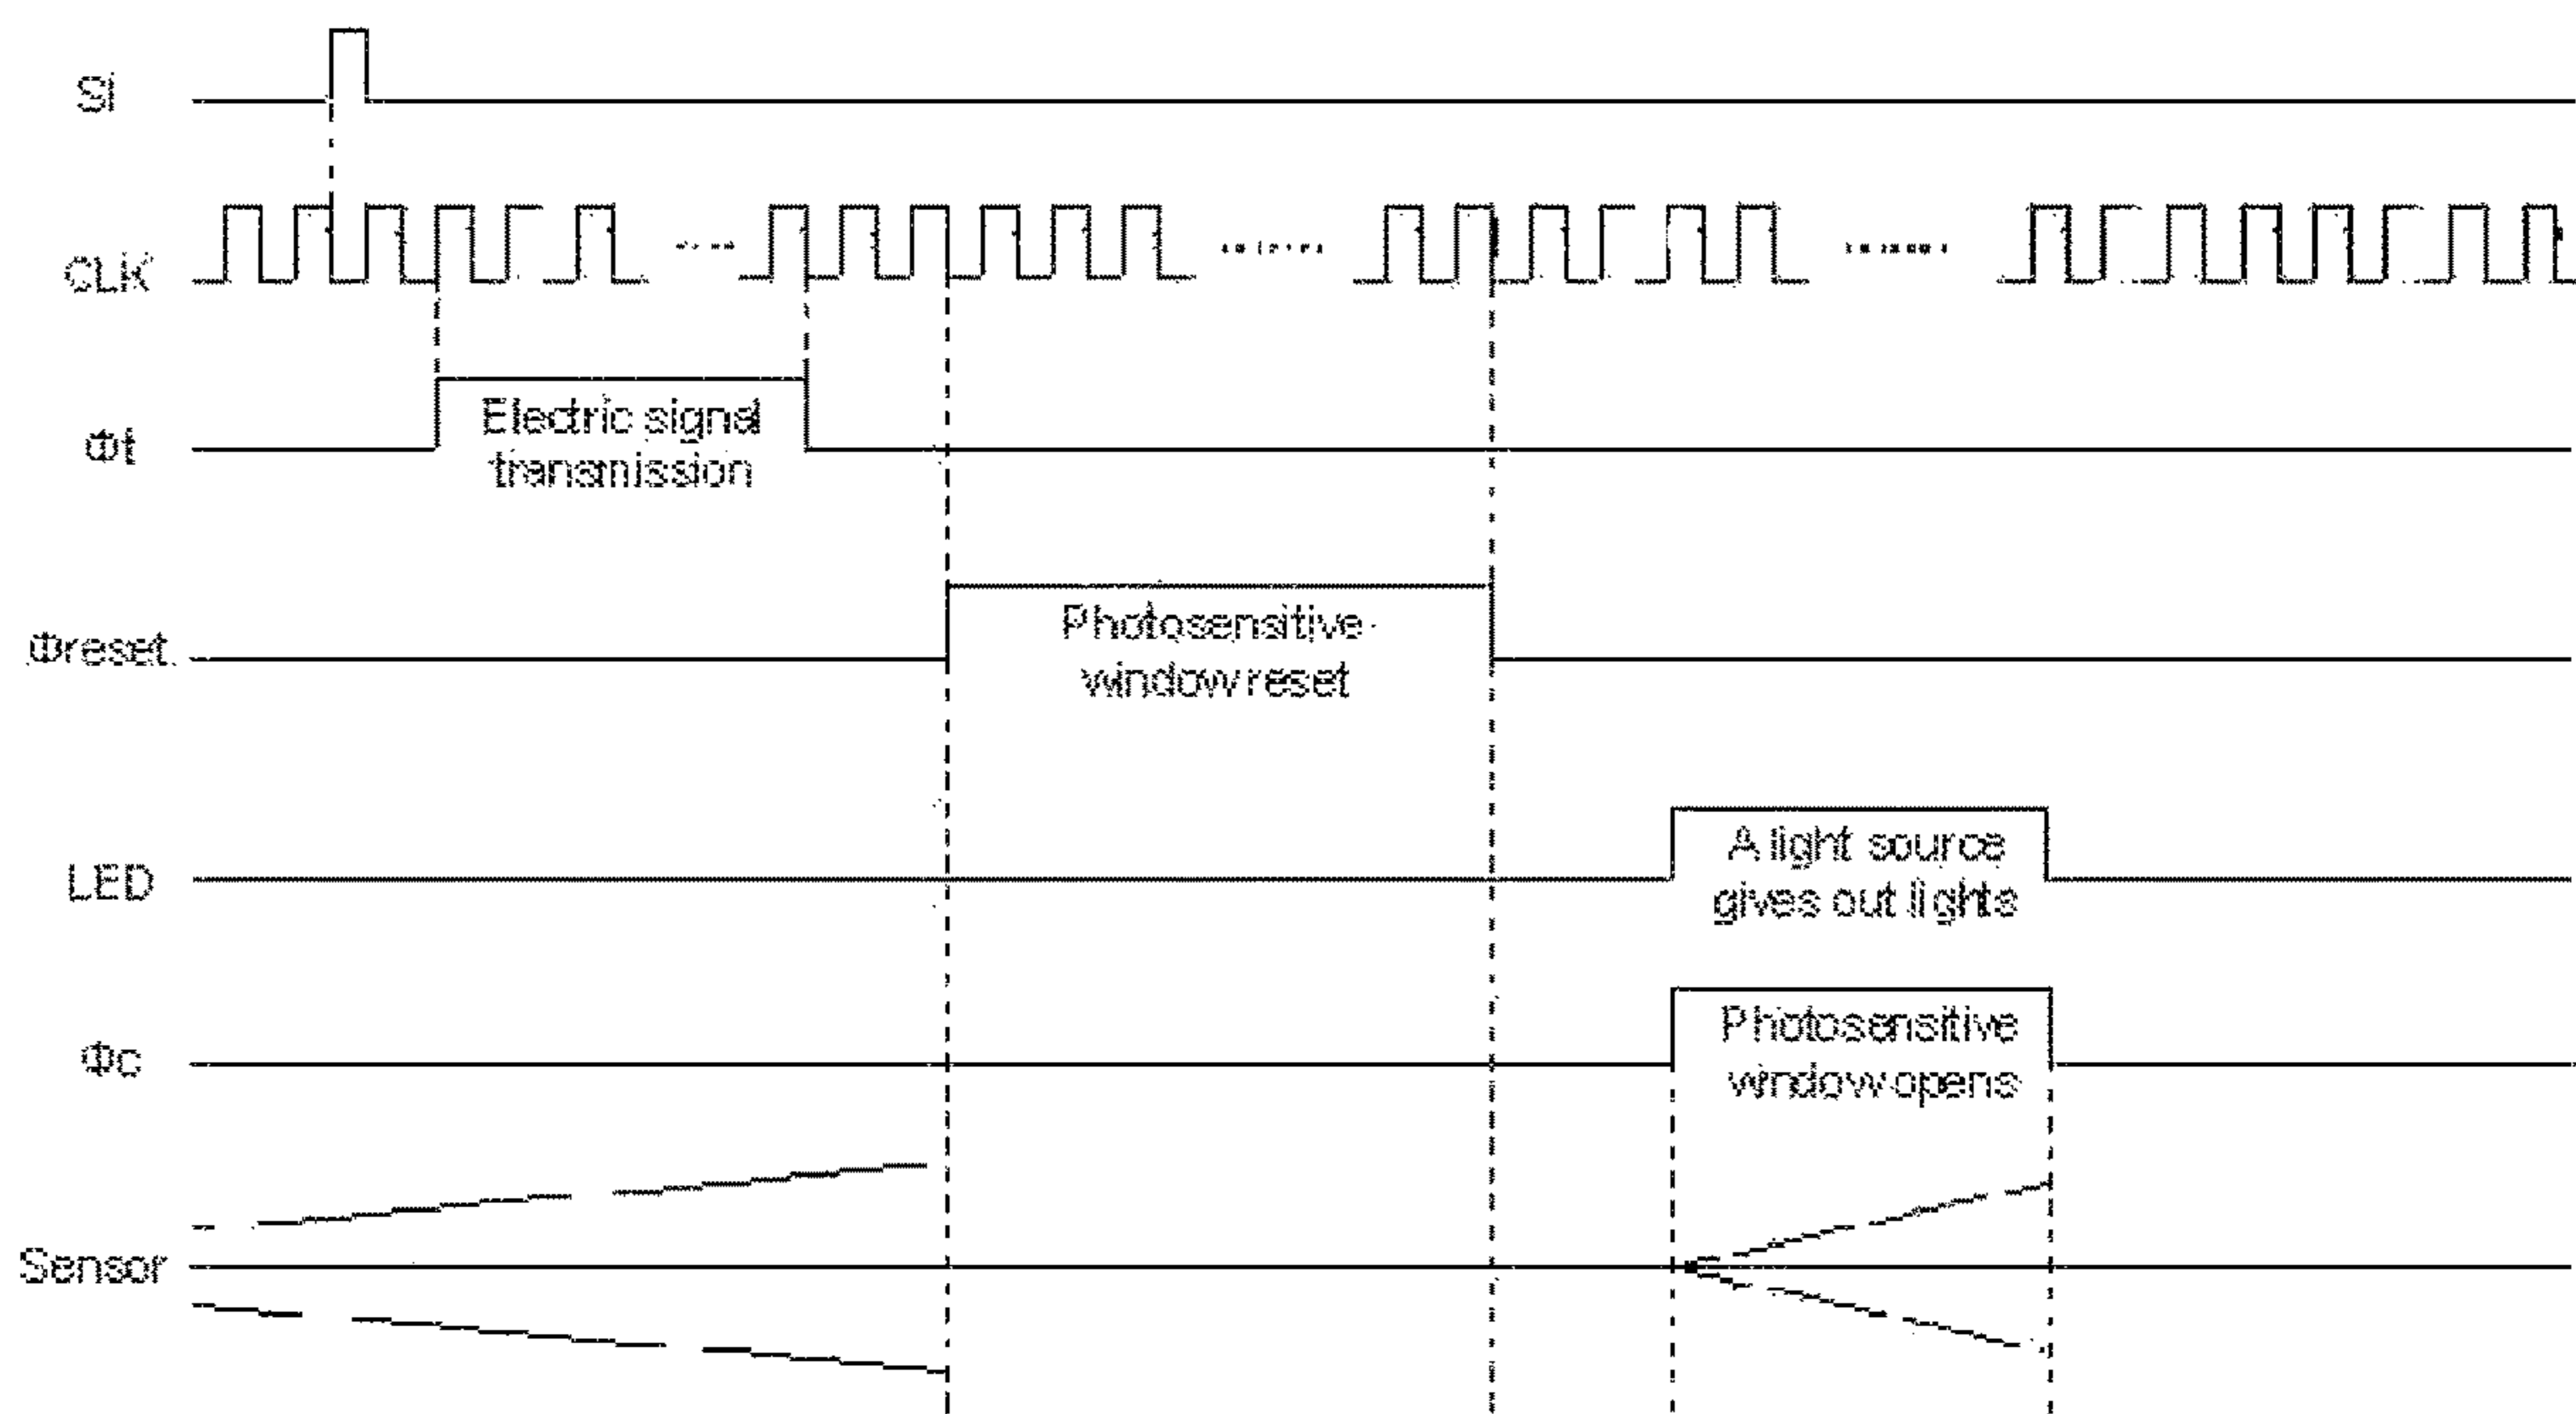 SI
CLK
Φt
Electric signal
transmission
Φreset
Photosensitive
window reset
LED
A light source
gives out lights
Φc
Photosensitive
window opens
Sensor